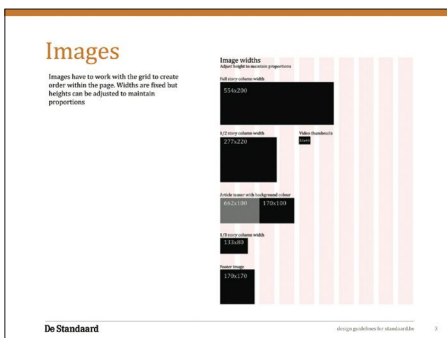 Images
Images have to work with the grid to create
order within the page. Widths are fixed but
heights can be adjusted to maintain
proportions
Image widths
Adjust height to maintain proportions
Full story column width
554x200
1/2 story column width
277x220
Video thumbnails
Article teaser with background colour
170x100
1/3 story column width
133x80
Footer image
170x170
De Standaard
design guidelines for standaard.be